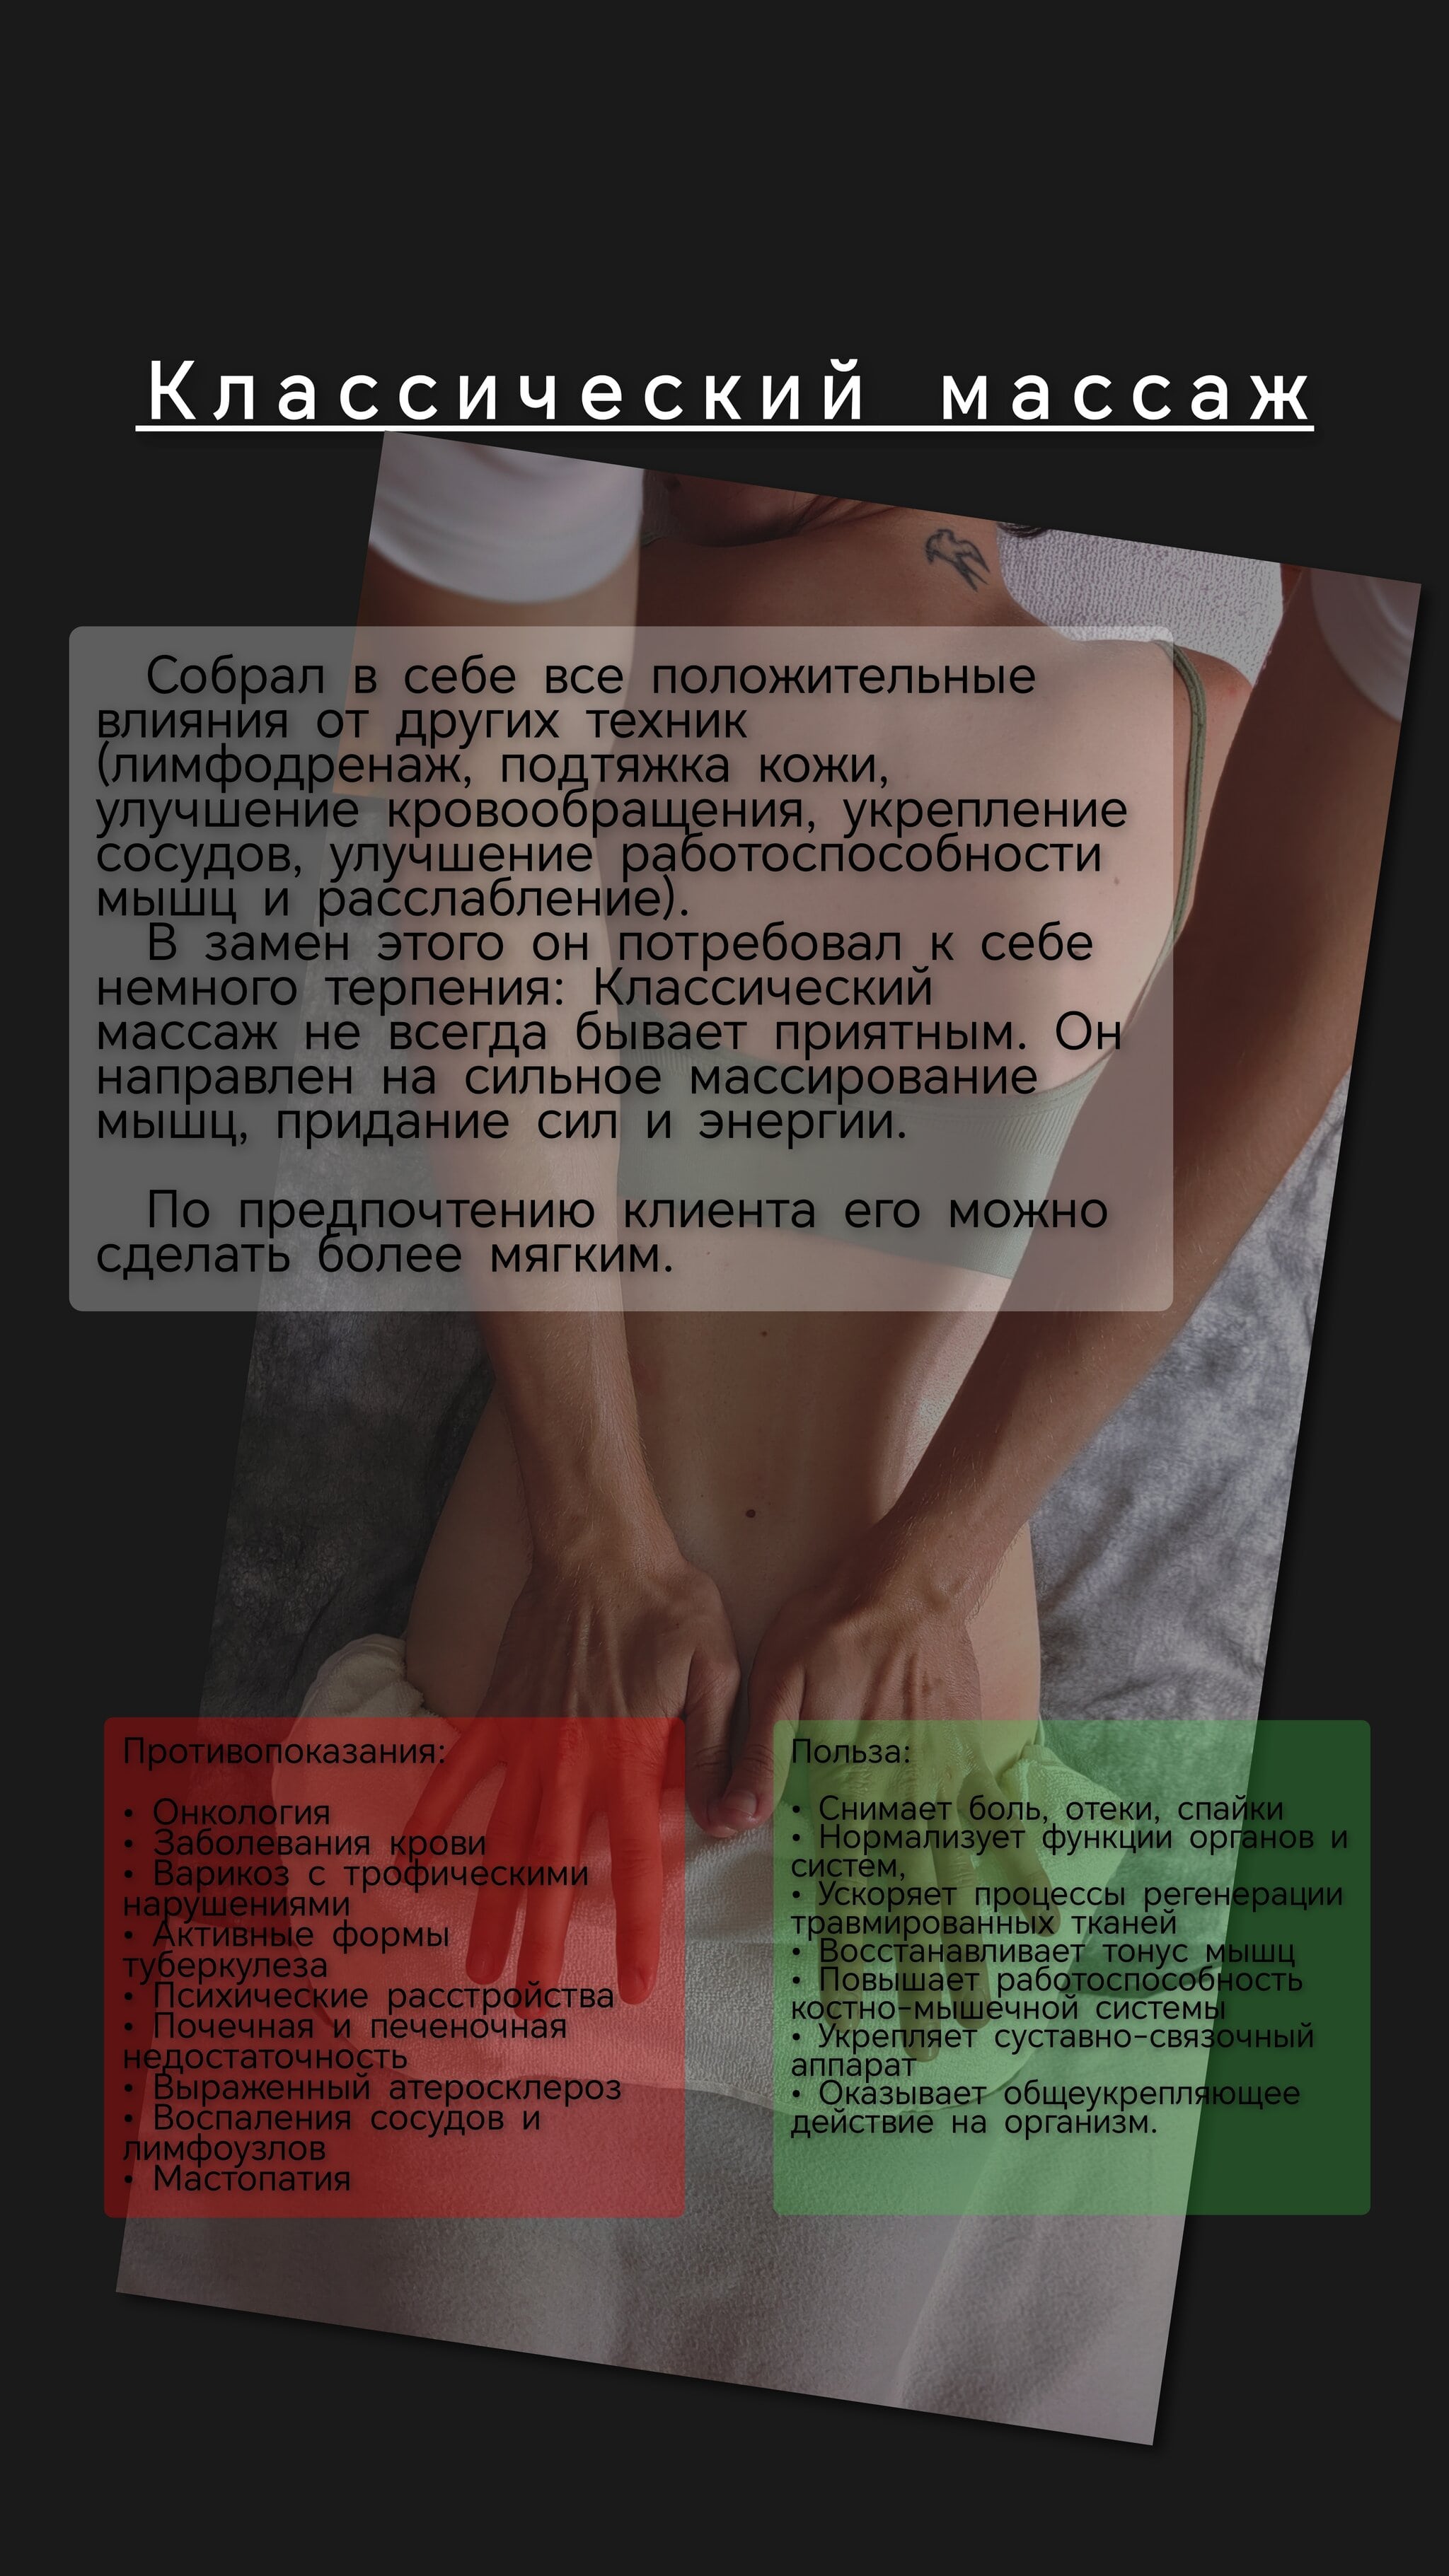 Классический массаж
Собрал в себе все положительные
влияния от других техник
(лимфодренаж, подтяжка кожи,
улучшение кровообращения, укрепление
сосудов, улучшение работоспособности
мышц и расслабление).
В замен этого он потребовал к себе
немного терпения: Классический
массаж не всегда бывает приятным. Он
направлен на сильное массирование
мышц, придание сил и энергии.
По предпочтению клиента его можно
сделать более мягким.
Противопоказания:
• Онкология
• Заболевания крови
• Варикоз с трофическими
нарушениями
• Активные формы
туберкулеза
• Психические расстройства
• Почечная и печеночная
недостаточность
• Выраженный атеросклероз
• Воспаления сосудов и
лимфоузлов
• Мастопатия
Польза:
• Снимает боль, отеки, спайки
• Нормализует функции органов и
систем,
• Ускоряет процессы регенерации
травмированных тканей
• Восстанавливает тонус мышц
• Повышает работоспособность
костно-мышечной системы
• Укрепляет суставно-связочный
аппарат
• Оказывает общеукрепляющее
действие на организм.